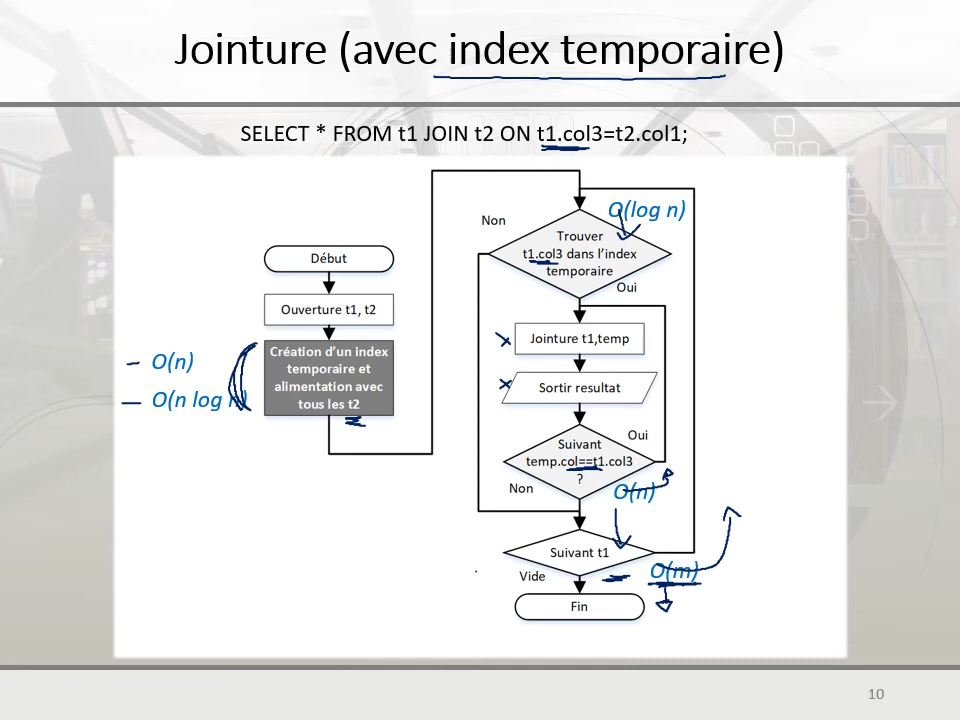 Jointure (avec index temporaire)
SELECT * FROM t1 JOIN t2 ON t1.col3=t2.col1;
Début
Ouverture t1, t2
Création d'un index
temporaire et
alimentation avec
tous les t2
O(n)
O(n log n)
Non
O(log n)
Trouver
t1.col3 dans l'index
temporaire
Oui
Jointure t1,temp
Sortir resultat
Oui
Suivant
temp.col==t1.col3
?
Non
O(n)
Suivant t1
O(m)
Vide
Fin
10